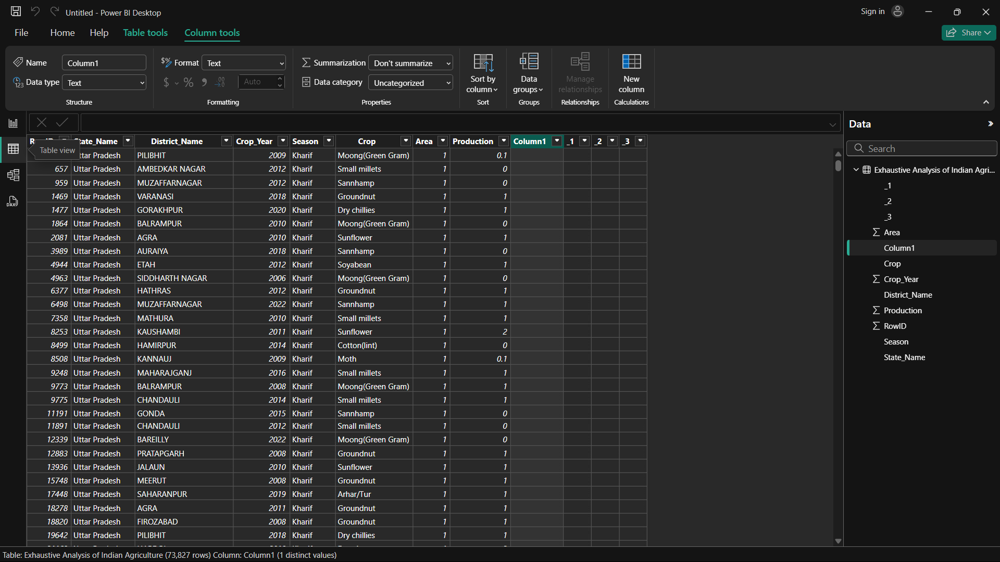 Untitled - Power BI Desktop
Sign in
File Home Help Table tools Column tools
Share
Name Column1
Data type Text
Structure
Format Text
$ % Auto
Formatting
Summarization Don't summarize
Data category Uncategorized
Properties
Sort by column
Sort
Data groups
Groups
Manage relationships
Relationships
New column
Calculations
Table view
State_Name District_Name Crop_Year Season Crop Area Production Column1 _1 _2 _3
Uttar Pradesh PILIBHIT 2009 Kharif Moong(Green Gram) 1 0.1
657 Uttar Pradesh AMBEDKAR NAGAR 2012 Kharif Small millets 1 0
959 Uttar Pradesh MUZAFFARNAGAR 2012 Kharif Sannhamp 1 0
1469 Uttar Pradesh VARANASI 2018 Kharif Groundnut 1 1
1477 Uttar Pradesh GORAKHPUR 2020 Kharif Dry chillies 1 1
1864 Uttar Pradesh BALRAMPUR 2010 Kharif Moong(Green Gram) 1 0
2081 Uttar Pradesh AGRA 2010 Kharif Sunflower 1 1
3989 Uttar Pradesh AURAIYA 2018 Kharif Sannhamp 1 0
4944 Uttar Pradesh ETAH 2012 Kharif Soyabean 1 1
4963 Uttar Pradesh SIDDHARTH NAGAR 2006 Kharif Moong(Green Gram) 1 0
6377 Uttar Pradesh HATHRAS 2012 Kharif Groundnut 1 1
6498 Uttar Pradesh MUZAFFARNAGAR 2022 Kharif Sannhamp 1 1
7358 Uttar Pradesh MATHURA 2010 Kharif Small millets 1 1
8253 Uttar Pradesh KAUSHAMBI 2011 Kharif Sunflower 1 2
8499 Uttar Pradesh HAMIRPUR 2014 Kharif Cotton(lint) 1 0
8508 Uttar Pradesh KANNAUJ 2009 Kharif Moth 1 0.1
9248 Uttar Pradesh MAHARAJGANJ 2016 Kharif Small millets 1 1
9773 Uttar Pradesh BALRAMPUR 2008 Kharif Moong(Green Gram) 1 1
9775 Uttar Pradesh CHANDAULI 2014 Kharif Small millets 1 1
11191 Uttar Pradesh GONDA 2015 Kharif Sannhamp 1 0
11891 Uttar Pradesh CHANDAULI 2012 Kharif Small millets 1 0
12339 Uttar Pradesh BAREILLY 2022 Kharif Moong(Green Gram) 1 0
12883 Uttar Pradesh PRATAPGARH 2008 Kharif Groundnut 1 1
13936 Uttar Pradesh JALAUN 2010 Kharif Sunflower 1 1
15748 Uttar Pradesh MEERUT 2008 Kharif Groundnut 1 1
17448 Uttar Pradesh SAHARANPUR 2019 Kharif Arhar/Tur 1 1
18278 Uttar Pradesh AGRA 2011 Kharif Groundnut 1 1
18820 Uttar Pradesh FIROZABAD 2008 Kharif Groundnut 1 1
19642 Uttar Pradesh PILIBHIT 2018 Kharif Dry chillies 1 1
Data
Search
Exhaustive Analysis of Indian Agri...
_1
_2
_3
Area
Column1
Crop
Crop_Year
District_Name
Production
RowID
Season
State_Name
DAX
Table: Exhaustive Analysis of Indian Agriculture (73,827 rows) Column: Column1 (1 distinct values)